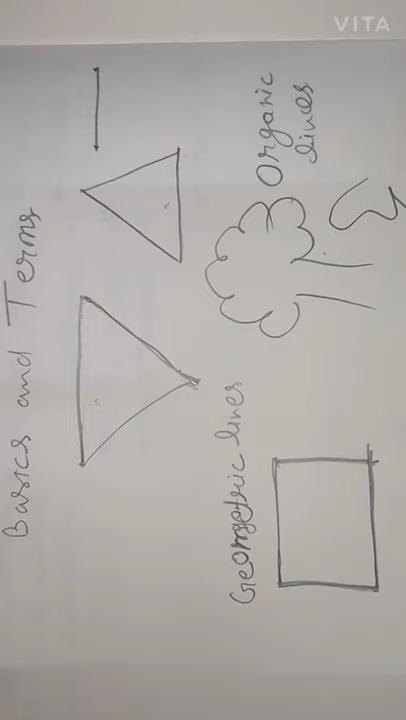 VITA
Basics and Terms
Geometric lines
Organic
lines